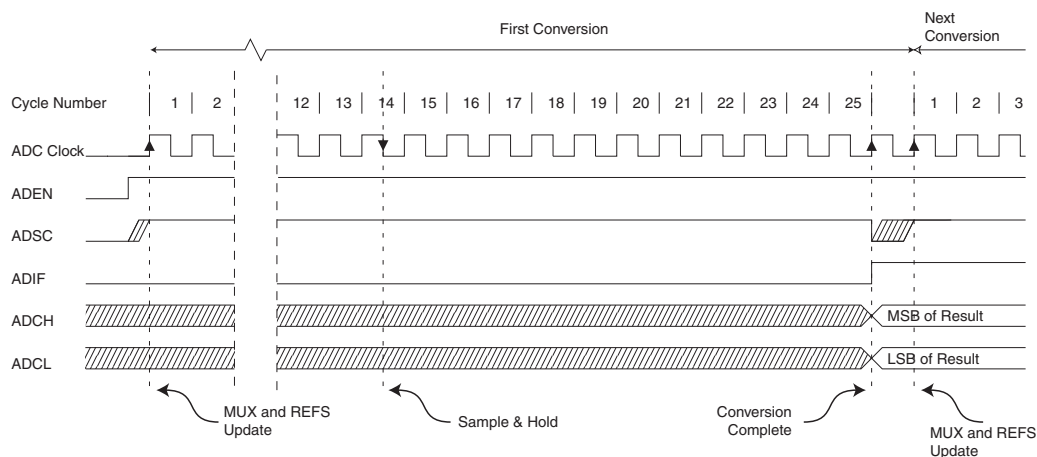 First Conversion
Next
Conversion
Cycle Number 1 2 12 13 14 15 16 17 18 19 20 21 22 23 24 25 1 2 3
ADC Clock
ADEN
ADSC
ADIF
ADCH MSB of Result
ADCL LSB of Result
MUX and REFS
Update
Sample & Hold
Conversion
Complete
MUX and REFS
Update